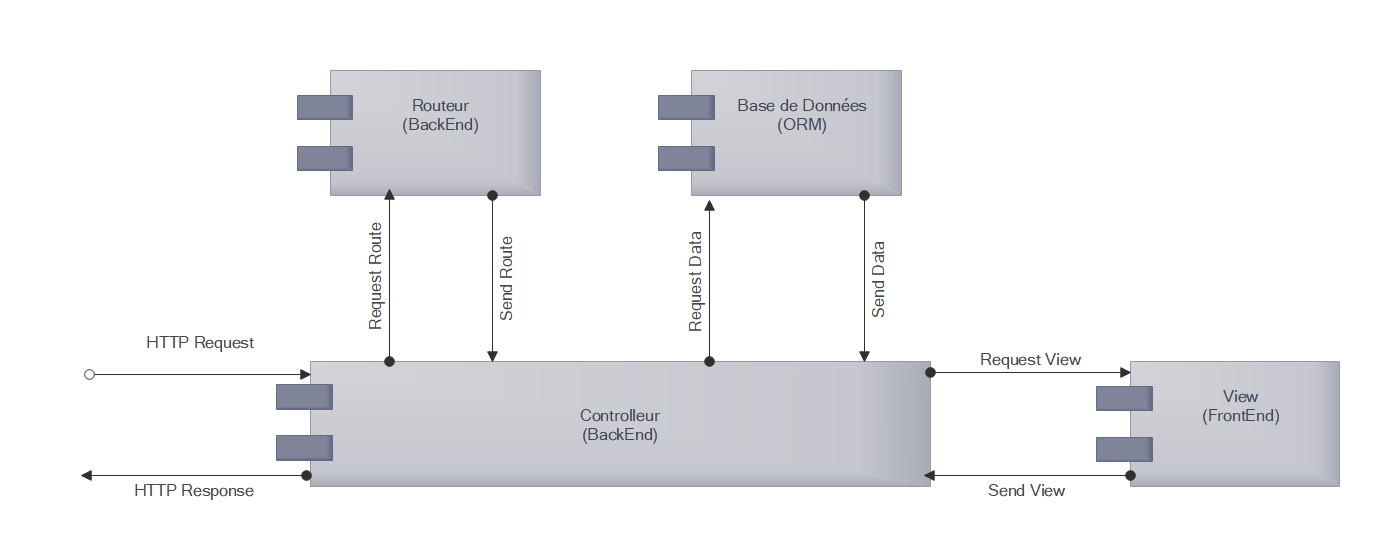 Routeur
(BackEnd)
Base de Données
(ORM)
Request Route
Send Route
Request Data
Send Data
HTTP Request
Request View
Controlleur
(BackEnd)
View
(FrontEnd)
HTTP Response
Send View